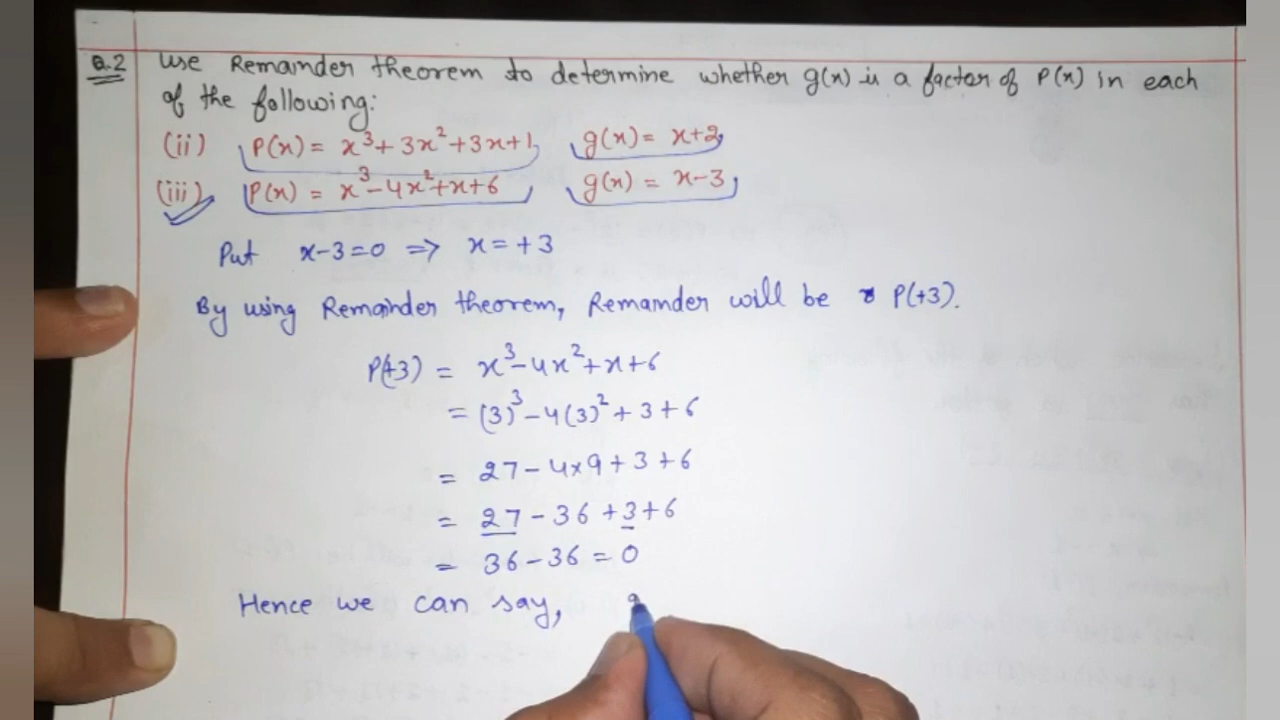 Q.2 Use Remainder theorem to determine whether g(x) is a factor of P(x) in each
of the following:
(ii) P(x) = x³+3x²+3x+1, g(x) = x+2,
(iii) P(x) = x³-4x²+x+6, g(x) = x-3,
Put x-3=0 ⇒ x=+3
By using Remainder theorem, Remainder will be P(+3).
P(+3) = x³-4x²+x+6
= (3)³-4(3)²+3+6
= 27-4×9+3+6
= 27-36+3+6
= 36-36=0
Hence we can say,